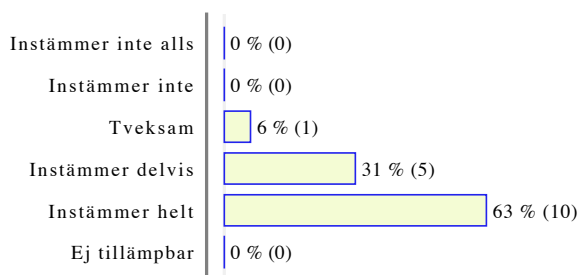 Instämmer inte alls 0 % (0)
Instämmer inte 0 % (0)
Tveksam 6 % (1)
Instämmer delvis 31 % (5)
Instämmer helt 63 % (10)
Ej tillämpbar 0 % (0)